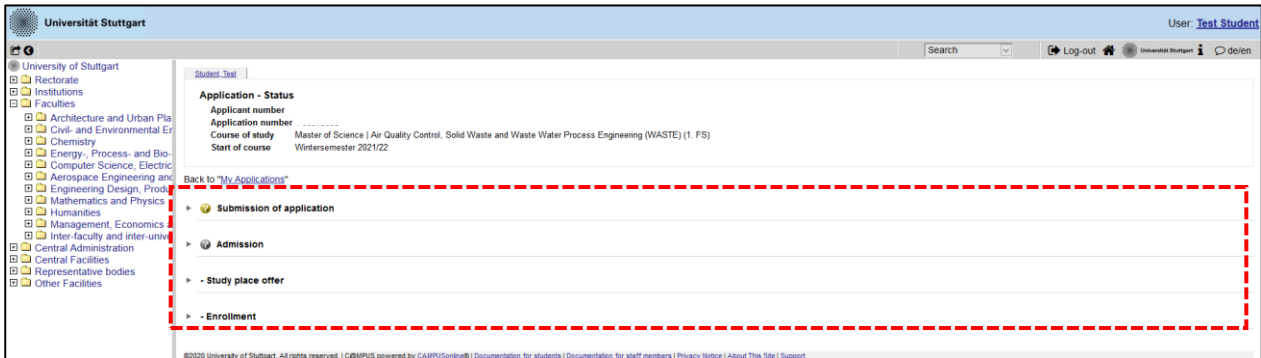 Universität Stuttgart
User: Test Student
Search
Log-out
Universität Stuttgart
i
de/en
University of Stuttgart
Rectorate
Institutions
Faculties
Architecture and Urban Pla
Civil- and Environmental Er
Chemistry
Energy-, Process- and Bio-
Computer Science, Electric
Aerospace Engineering and
Engineering Design, Produ
Mathematics and Physics
Humanities
Management, Economics a
Inter-faculty and inter-unive
Central Administration
Central Facilities
Representative bodies
Other Facilities
Student, Test
Application - Status
Applicant number
Application number
Course of study Master of Science | Air Quality Control, Solid Waste and Waste Water Process Engineering (WASTE) (1. FS)
Start of course Wintersemester 2021/22
Back to "My Applications"
Submission of application
Admission
- Study place offer
- Enrollment
©2020 University of Stuttgart. All rights reserved. | C@MPUS powered by CAMPUSonline® | Documentation for students | Documentation for staff members | Privacy Notice | About This Site | Support